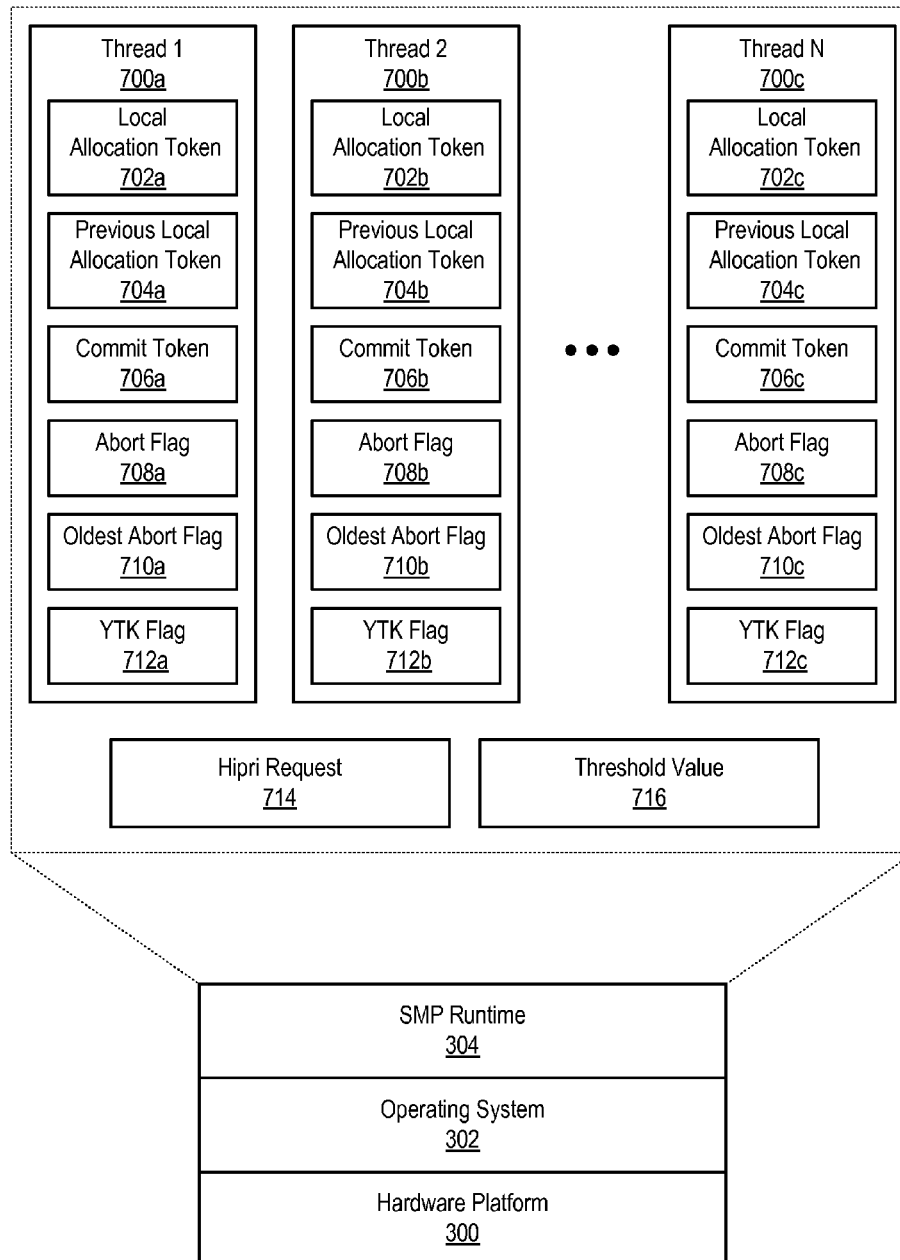 Thread 1
700a
Local
Allocation Token
702a
Previous Local
Allocation Token
704a
Commit Token
706a
Abort Flag
708a
Oldest Abort Flag
710a
YTK Flag
712a
Thread 2
700b
Local
Allocation Token
702b
Previous Local
Allocation Token
704b
Commit Token
706b
Abort Flag
708b
Oldest Abort Flag
710b
YTK Flag
712b
Thread N
700c
Local
Allocation Token
702c
Previous Local
Allocation Token
704c
Commit Token
706c
Abort Flag
708c
Oldest Abort Flag
710c
YTK Flag
712c
Hipri Request
714
Threshold Value
716
SMP Runtime
304
Operating System
302
Hardware Platform
300